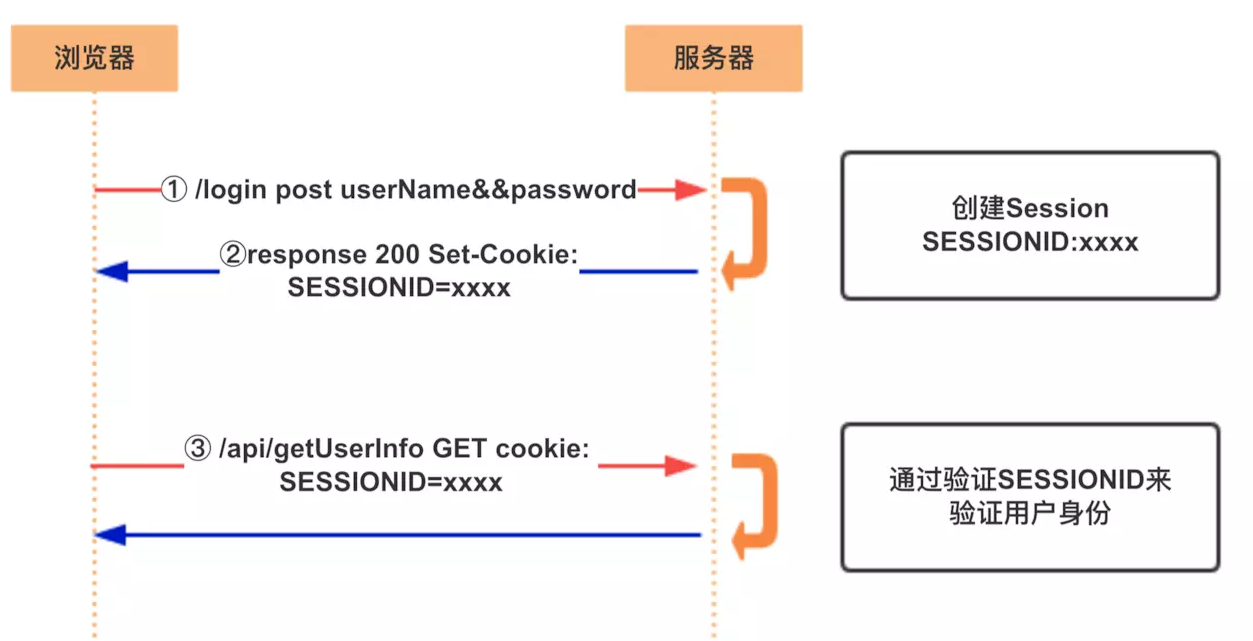 浏览器
服务器
① /login post userName&&password
创建Session
SESSIONID:xxxx
②response 200 Set-Cookie:
SESSIONID=xxxx
③ /api/getUserInfo GET cookie:
SESSIONID=xxxx
通过验证SESSIONID来
验证用户身份